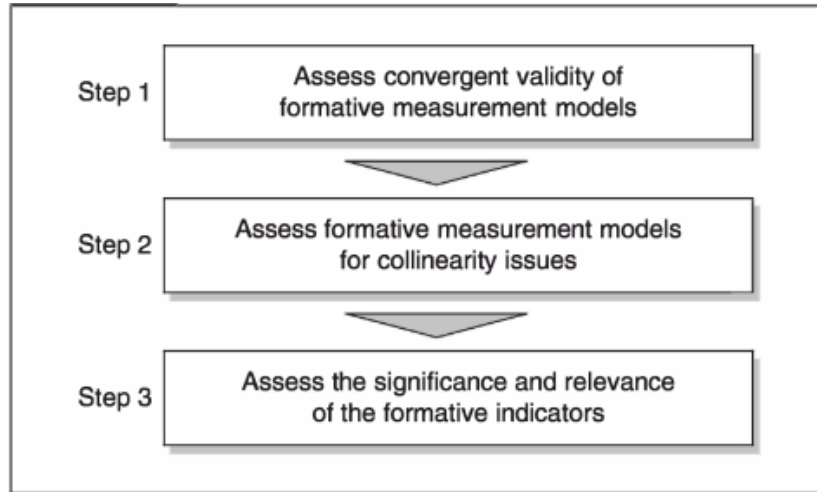 Step 1
Assess convergent validity of
formative measurement models
Step 2
Assess formative measurement models
for collinearity issues
Step 3
Assess the significance and relevance
of the formative indicators